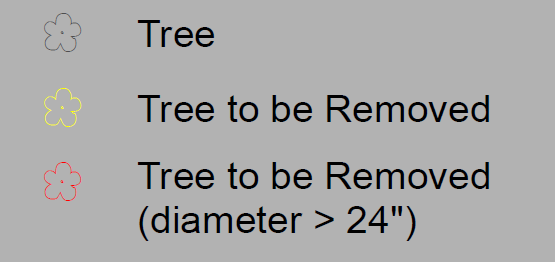 Tree
Tree to be Removed
Tree to be Removed
(diameter > 24")